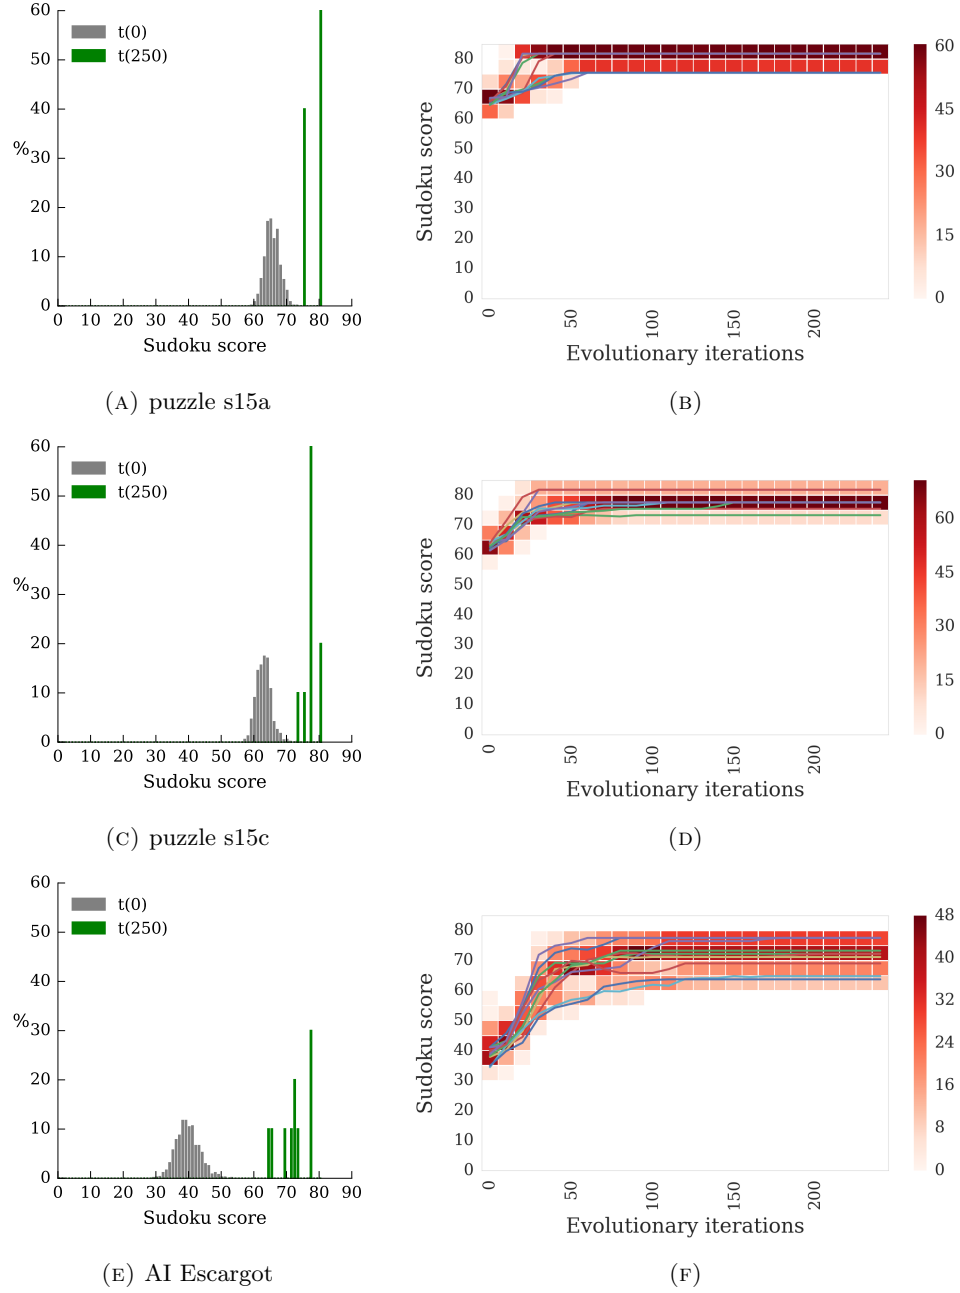 60
50
40
%
30
20
10
0
0 10 20 30 40 50 60 70 80 90
Sudoku score
t(0)
t(250)
(A) puzzle s15a
80
70
60
50
40
30
20
10
0
Sudoku score
0 50 100 150 200
Evolutionary iterations
60
45
30
15
0
(B)
60
50
40
%
30
20
10
0
0 10 20 30 40 50 60 70 80 90
Sudoku score
t(0)
t(250)
(C) puzzle s15c
80
70
60
50
40
30
20
10
0
Sudoku score
0 50 100 150 200
Evolutionary iterations
60
45
30
15
0
(D)
60
50
40
%
30
20
10
0
0 10 20 30 40 50 60 70 80 90
Sudoku score
t(0)
t(250)
(E) AI Escargot
80
70
60
50
40
30
20
10
0
Sudoku score
0 50 100 150 200
Evolutionary iterations
48
40
32
24
16
8
0
(F)